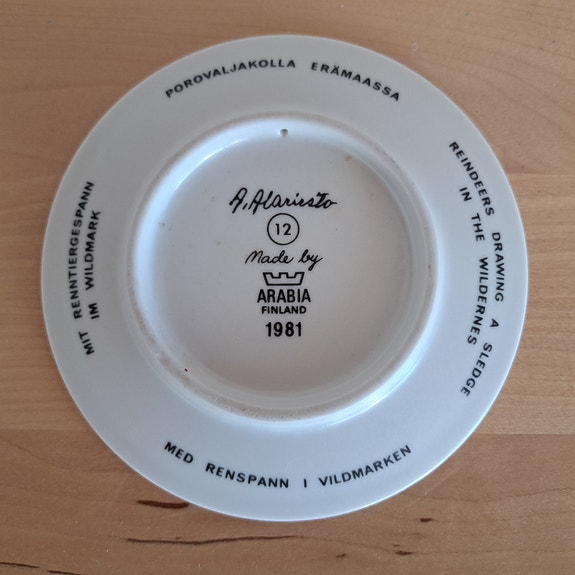 POROVALJAKOLLA ERÄMAASSA
REINDEERS DRAWING A SLEDGE
IN THE WILDERNES
MED RENSPANN I VILDMARKEN
MIT RENNTIERGESPANN
IM WILDMARK
A. Alariesto
12
Made by
ARABIA
FINLAND
1981